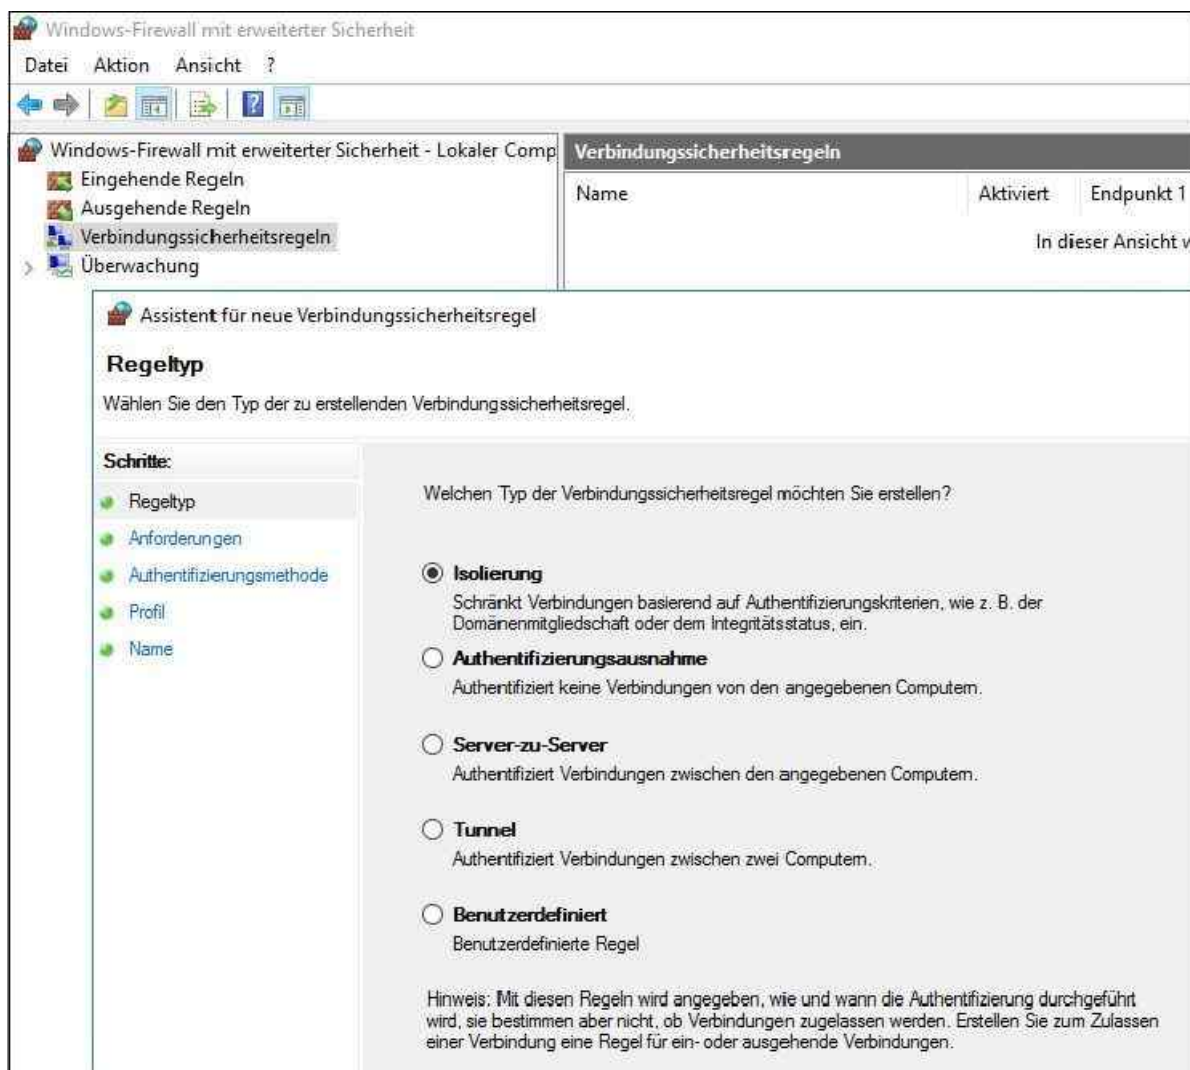 Windows-Firewall mit erweiterter Sicherheit
Datei Aktion Ansicht ?
Windows-Firewall mit erweiterter Sicherheit - Lokaler Comp
Eingehende Regeln
Ausgehende Regeln
Verbindungssicherheitsregeln
Überwachung
Verbindungssicherheitsregeln
Name Aktiviert Endpunkt 1
In dieser Ansicht w
Assistent für neue Verbindungssicherheitsregel
Regeltyp
Wählen Sie den Typ der zu erstellenden Verbindungssicherheitsregel.
Schritte:
Regeltyp
Anforderungen
Authentifizierungsmethode
Profil
Name
Welchen Typ der Verbindungssicherheitsregel möchten Sie erstellen?
Isolierung
Schränkt Verbindungen basierend auf Authentifizierungskriterien, wie z. B. der
Domänenmitgliedschaft oder dem Integritätsstatus, ein.
Authentifizierungsausnahme
Authentifiziert keine Verbindungen von den angegebenen Computern.
Server-zu-Server
Authentifiziert Verbindungen zwischen den angegebenen Computern.
Tunnel
Authentifiziert Verbindungen zwischen zwei Computern.
Benutzerdefiniert
Benutzerdefinierte Regel
Hinweis: Mit diesen Regeln wird angegeben, wie und wann die Authentifizierung durchgeführt
wird, sie bestimmen aber nicht, ob Verbindungen zugelassen werden. Erstellen Sie zum Zulassen
einer Verbindung eine Regel für ein- oder ausgehende Verbindungen.